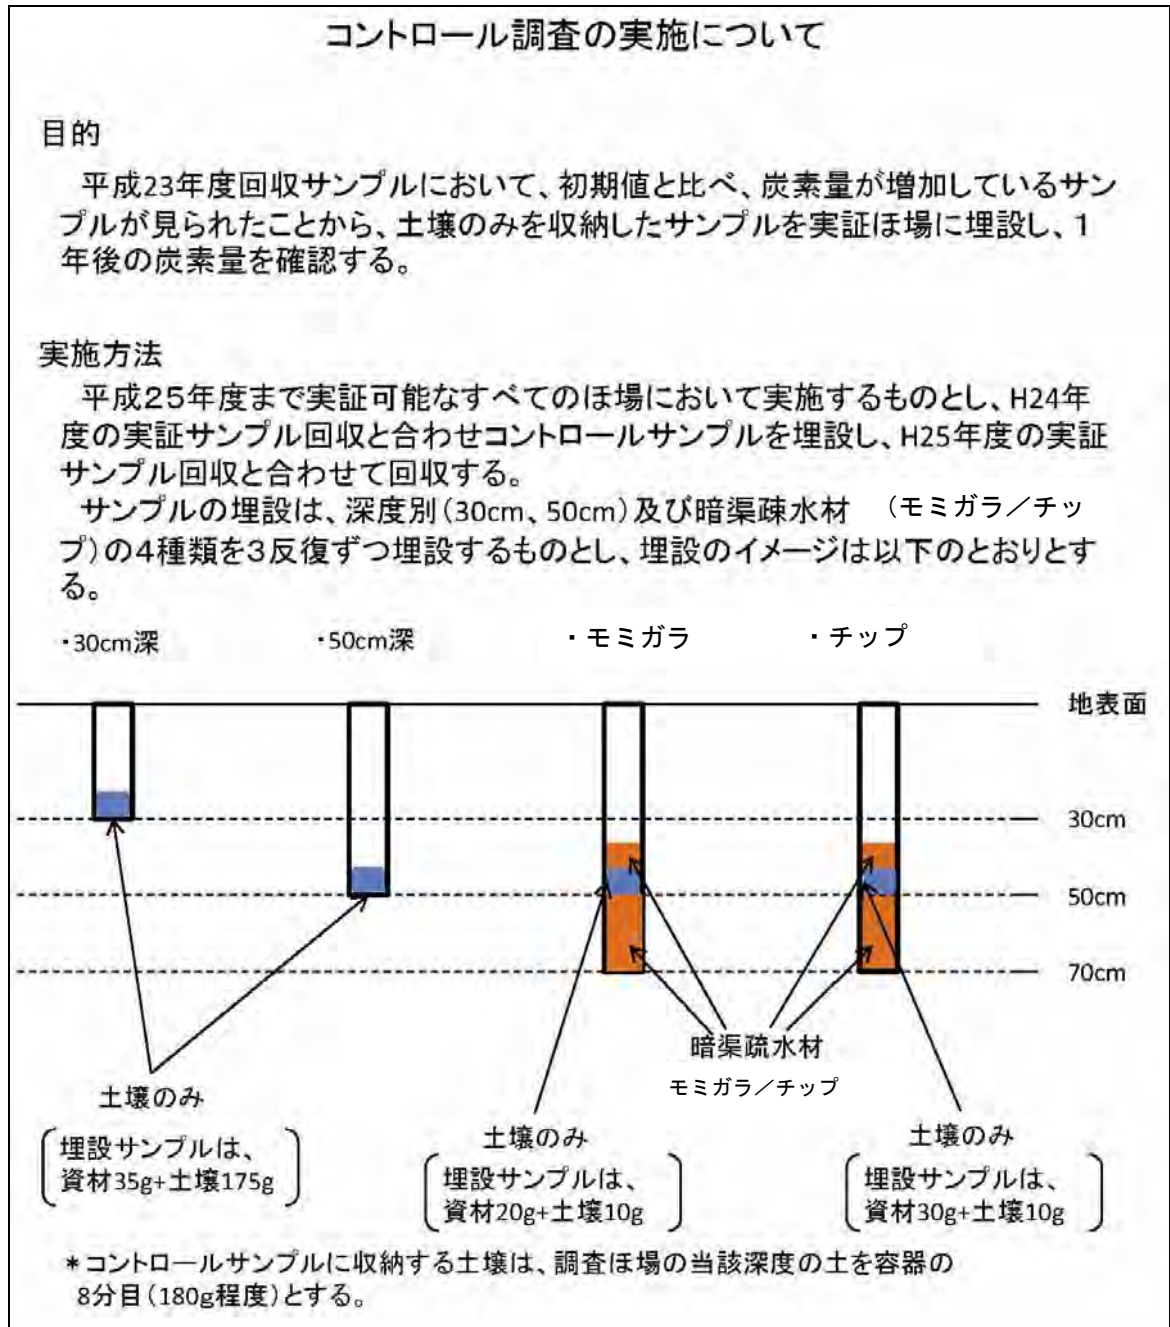 コントロール調査の実施について
目的
平成23年度回収サンプルにおいて、初期値と比べ、炭素量が増加しているサン
プルが見られたことから、土壌のみを収納したサンプルを実証ほ場に埋設し、1
年後の炭素量を確認する。
実施方法
平成25年度まで実証可能なすべてのほ場において実施するものとし、H24年
度の実証サンプル回収と合わせコントロールサンプルを埋設し、H25年度の実証
サンプル回収と合わせて回収する。
サンプルの埋設は、深度別(30cm、50cm)及び暗渠疎水材 (モミガラ/チッ
プ)の4種類を3反復ずつ埋設するものとし、埋設のイメージは以下のとおりとす
る。
・30cm深 ・50cm深 ・モミガラ ・チップ
地表面
30cm
50cm
70cm
暗渠疏水材
モミガラ/チップ
土壌のみ
埋設サンプルは、
資材35g+土壌175g
土壌のみ
埋設サンプルは、
資材20g+土壌10g
土壌のみ
埋設サンプルは、
資材30g+土壌10g
*コントロールサンプルに収納する土壌は、調査ほ場の当該深度の土を容器の
8分目(180g程度)とする。